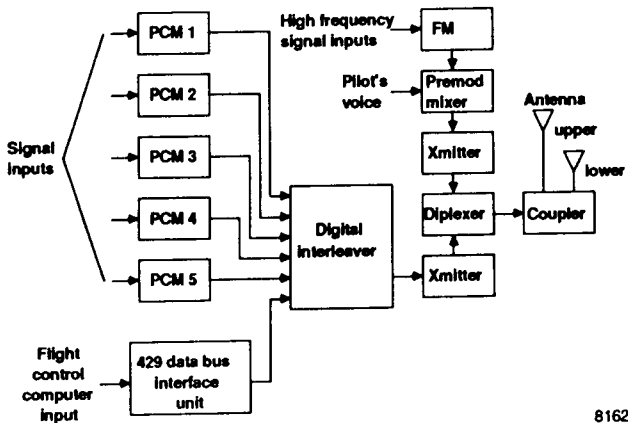 High frequency
signal inputs
FM
PCM 1
Pilot's
voice
Premod
mixer
PCM 2
Antenna
upper
lower
Signal
inputs
PCM 3
Xmitter
PCM 4
Digital
interleaver
Diplexer
Coupler
PCM 5
Xmitter
Flight
control
computer
input
429 data bus
interface
unit
8162